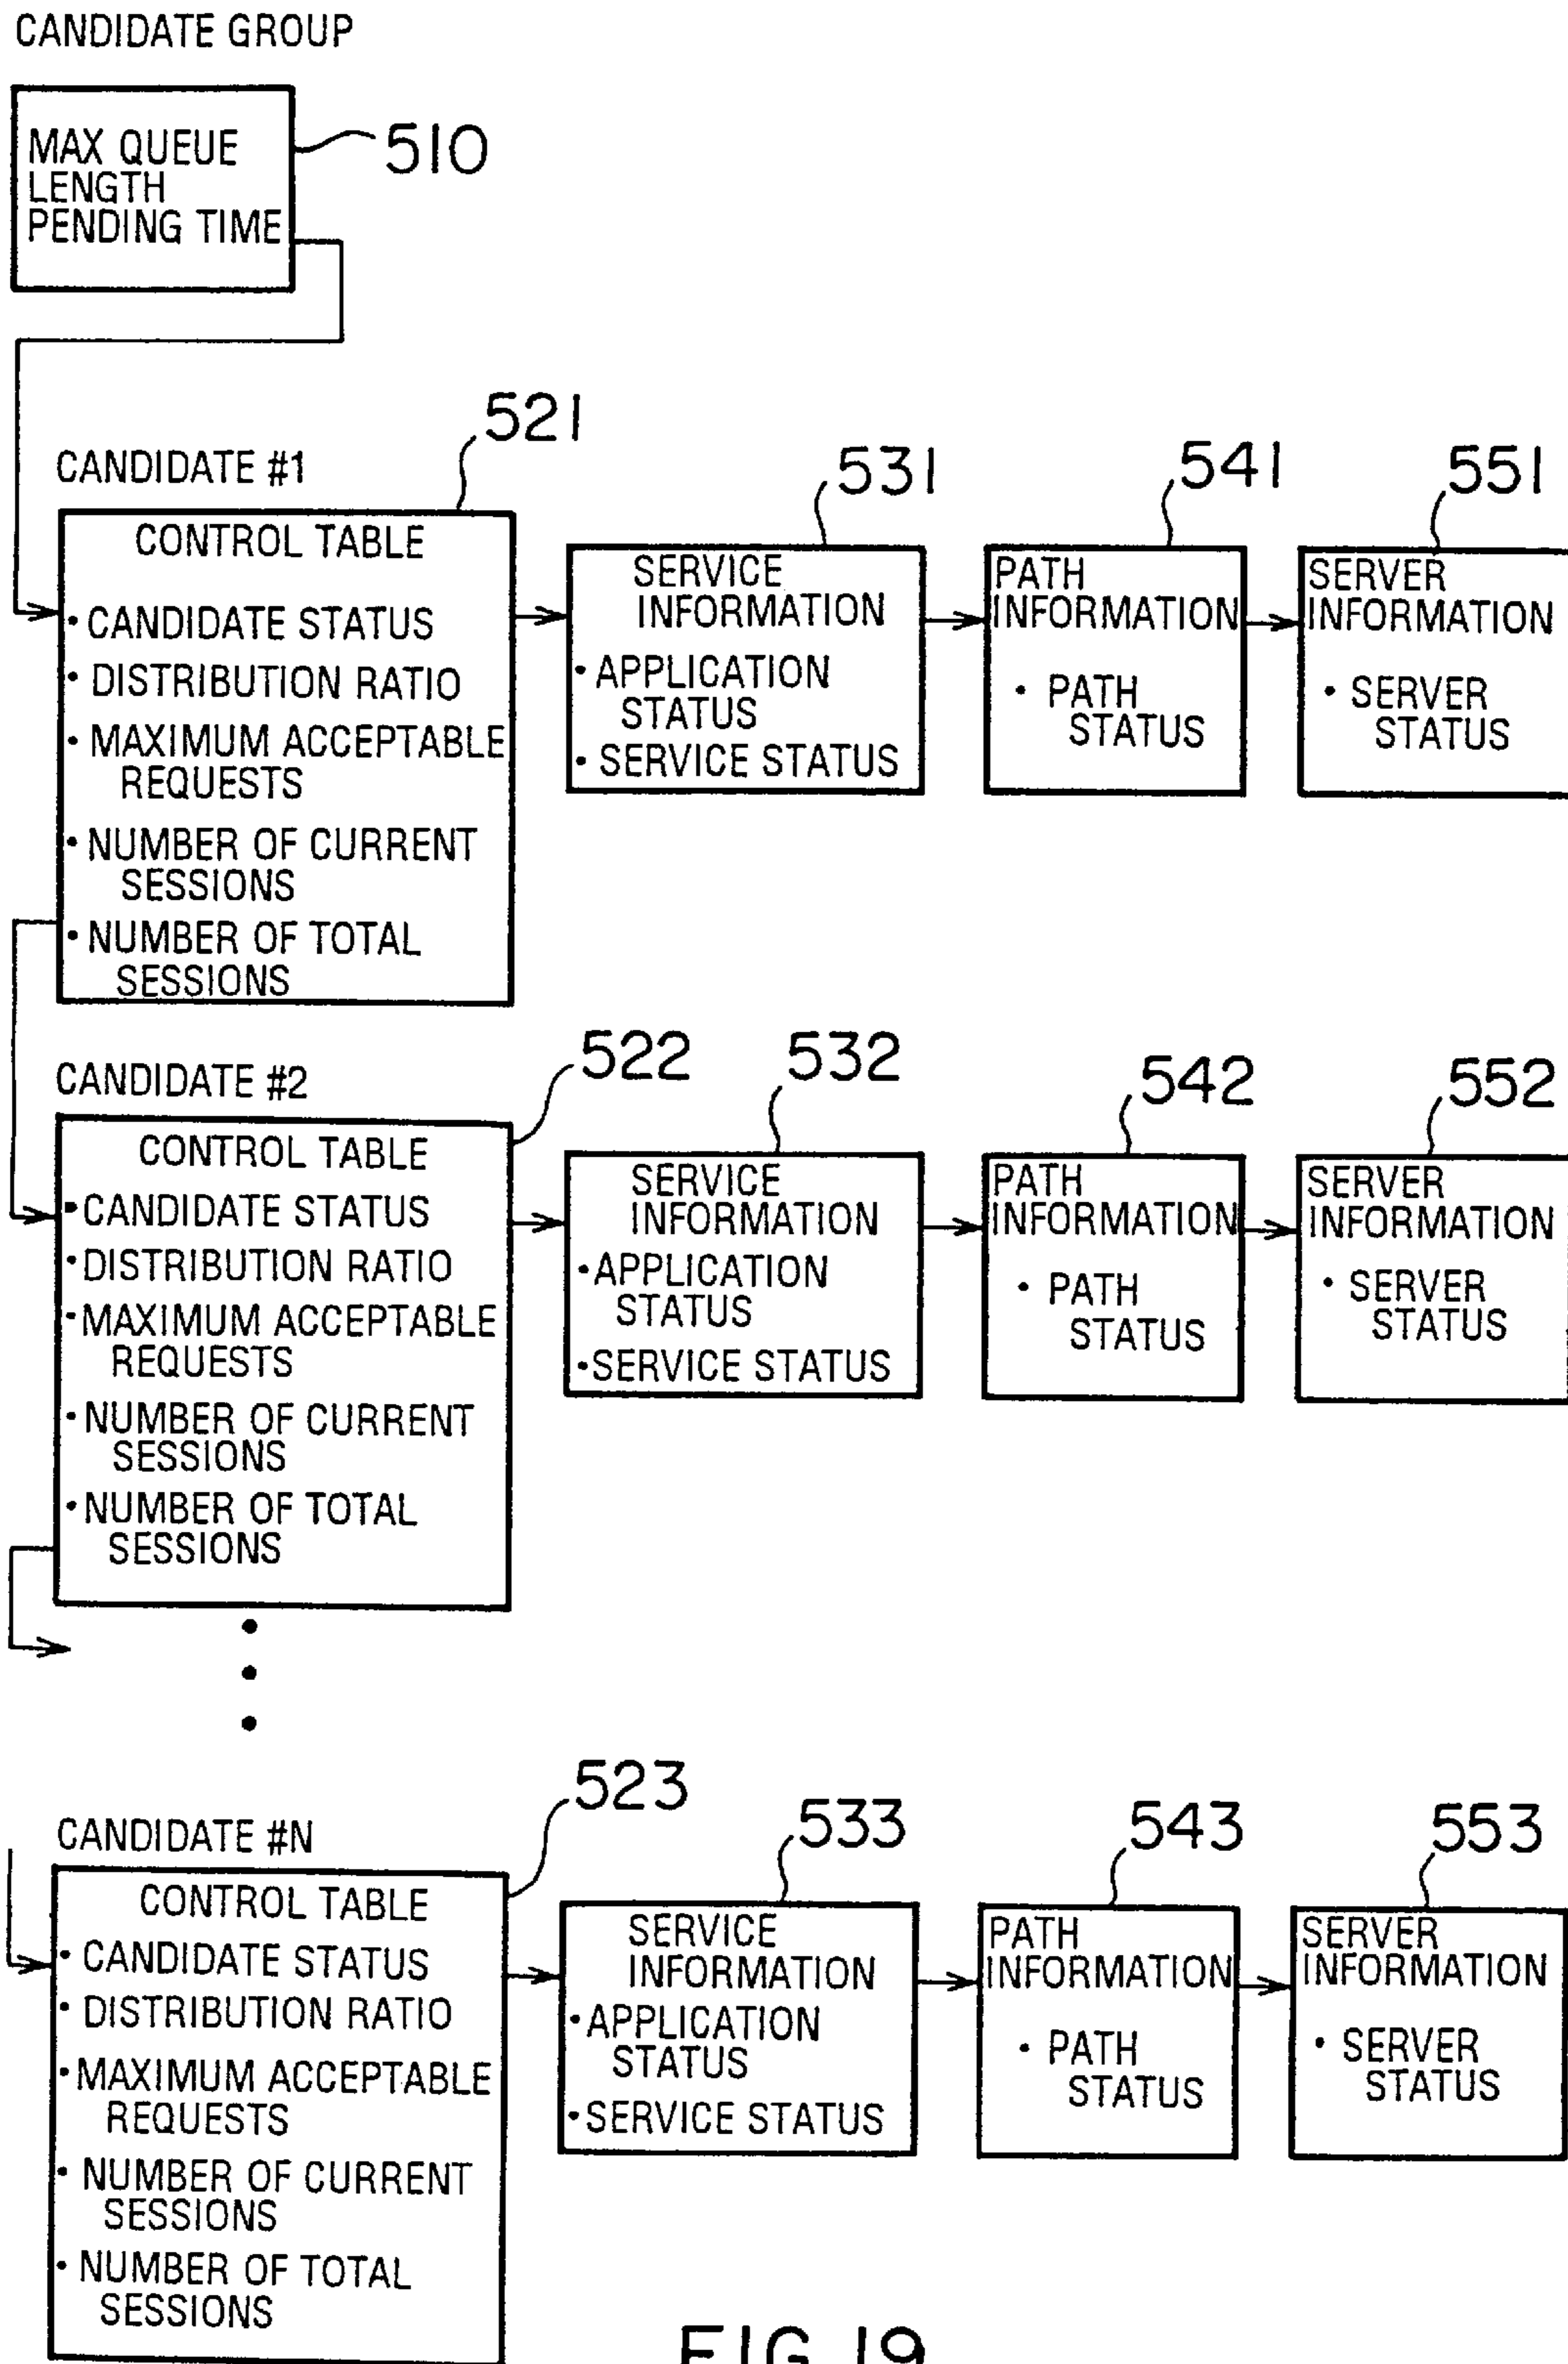 CANDIDATE GROUP
MAX QUEUE
LENGTH
PENDING TIME
510
521
CANDIDATE #1
CONTROL TABLE
• CANDIDATE STATUS
• DISTRIBUTION RATIO
• MAXIMUM ACCEPTABLE
REQUESTS
• NUMBER OF CURRENT
SESSIONS
• NUMBER OF TOTAL
SESSIONS
531
SERVICE
INFORMATION
• APPLICATION
STATUS
• SERVICE STATUS
541
PATH
INFORMATION
• PATH
STATUS
551
SERVER
INFORMATION
• SERVER
STATUS
522
CANDIDATE #2
CONTROL TABLE
• CANDIDATE STATUS
• DISTRIBUTION RATIO
• MAXIMUM ACCEPTABLE
REQUESTS
• NUMBER OF CURRENT
SESSIONS
• NUMBER OF TOTAL
SESSIONS
532
SERVICE
INFORMATION
• APPLICATION
STATUS
• SERVICE STATUS
542
PATH
INFORMATION
• PATH
STATUS
552
SERVER
INFORMATION
• SERVER
STATUS
523
CANDIDATE #N
CONTROL TABLE
• CANDIDATE STATUS
• DISTRIBUTION RATIO
• MAXIMUM ACCEPTABLE
REQUESTS
• NUMBER OF CURRENT
SESSIONS
• NUMBER OF TOTAL
SESSIONS
533
SERVICE
INFORMATION
• APPLICATION
STATUS
• SERVICE STATUS
543
PATH
INFORMATION
• PATH
STATUS
553
SERVER
INFORMATION
• SERVER
STATUS
FIG. 19